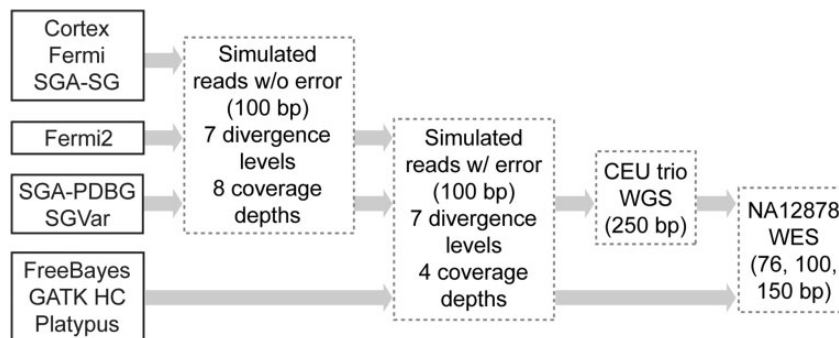 Cortex
Fermi
SGA-SG
Fermi2
SGA-PDBG
SGVar
FreeBayes
GATK HC
Platypus
Simulated
reads w/o error
(100 bp)
7 divergence
levels
8 coverage
depths
Simulated
reads w/ error
(100 bp)
7 divergence
levels
4 coverage
depths
CEU trio
WGS
(250 bp)
NA12878
WES
(76, 100,
150 bp)